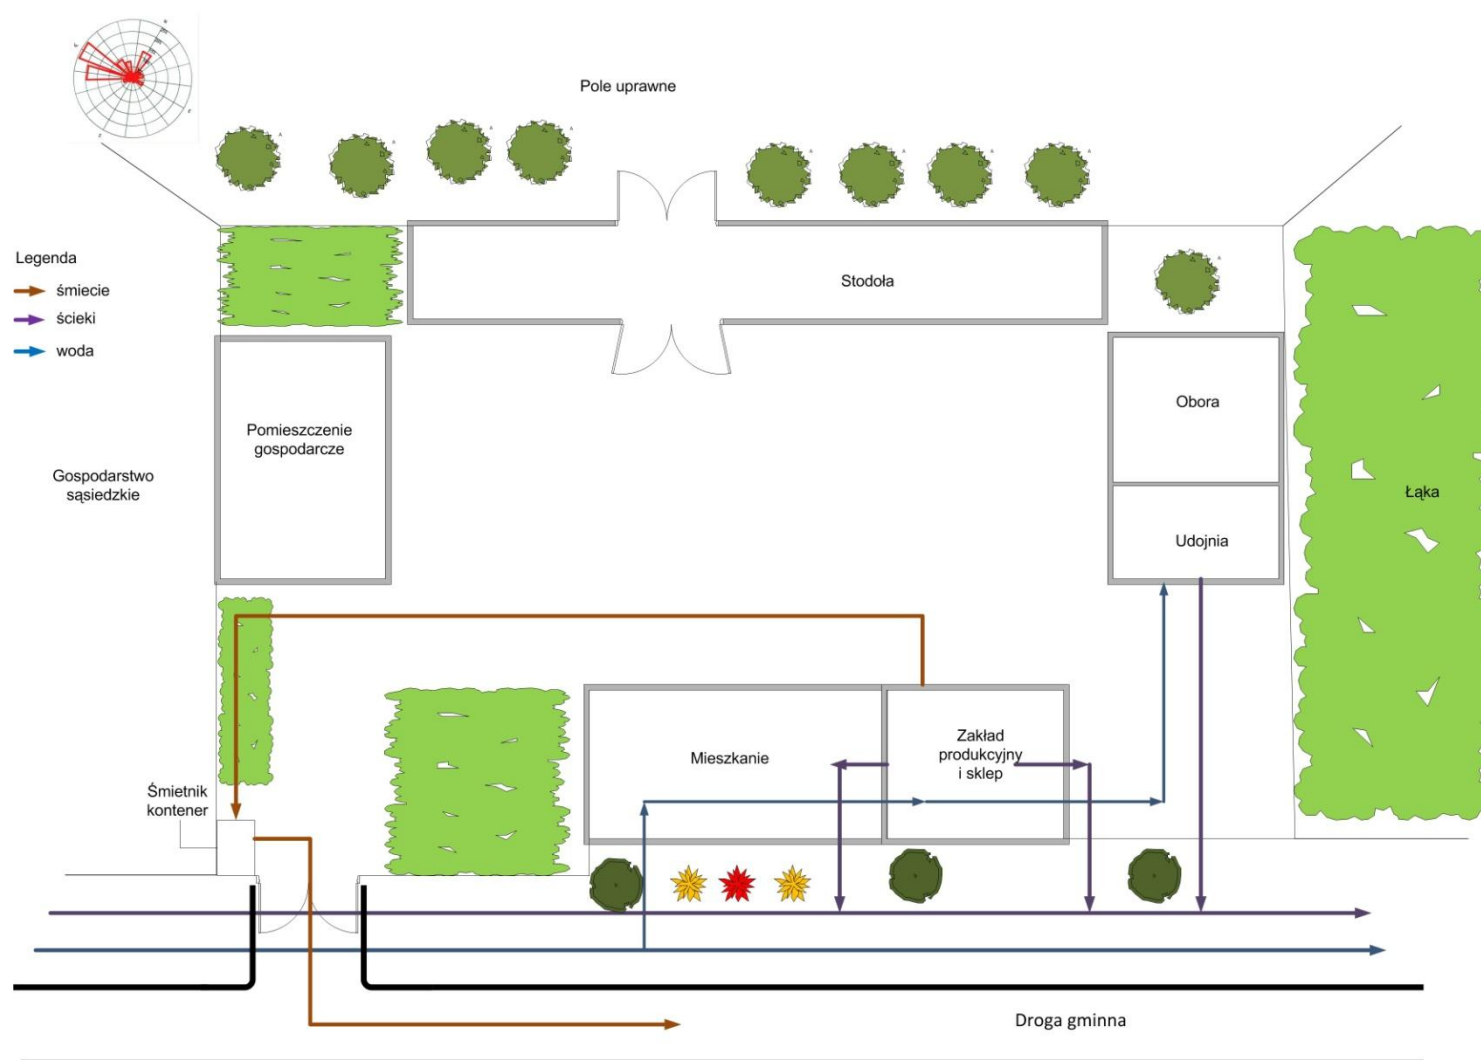 Pole uprawne
Legenda
śmiecie
ścieki
woda
Stodoła
Pomieszczenie
gospodarcze
Gospodarstwo
sąsiedzkie
Obora
Łąka
Udojnia
Mieszkanie
Zakład
produkcyjny
i sklep
Śmietnik
kontener
Droga gminna